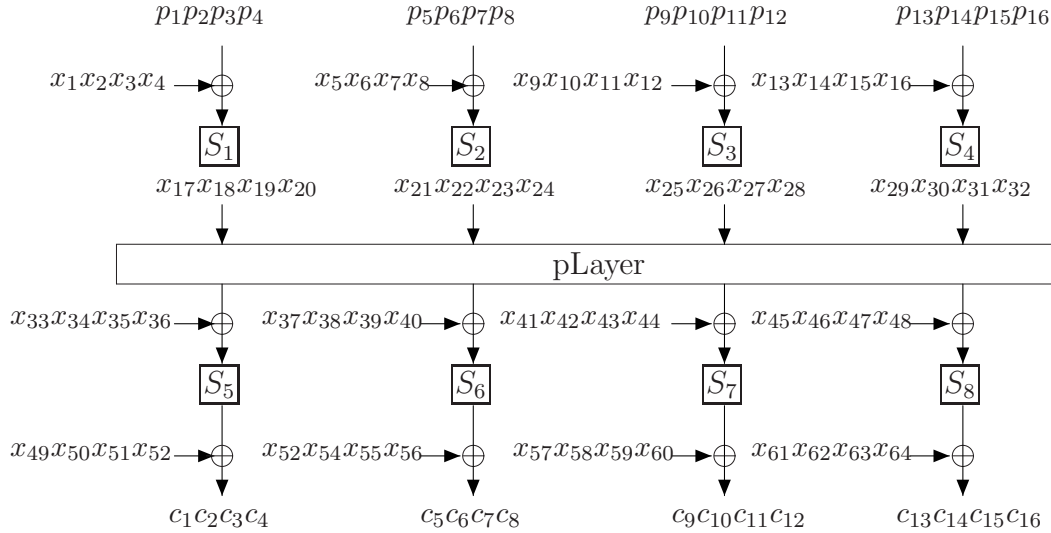 p₁p₂p₃p₄ p₅p₆p₇p₈ p₉p₁₀p₁₁p₁₂ p₁₃p₁₄p₁₅p₁₆
x₁x₂x₃x₄ x₅x₆x₇x₈ x₉x₁₀x₁₁x₁₂ x₁₃x₁₄x₁₅x₁₆
S₁ S₂ S₃ S₄
x₁₇x₁₈x₁₉x₂₀ x₂₁x₂₂x₂₃x₂₄ x₂₅x₂₆x₂₇x₂₈ x₂₉x₃₀x₃₁x₃₂
pLayer
x₃₃x₃₄x₃₅x₃₆ x₃₇x₃₈x₃₉x₄₀ x₄₁x₄₂x₄₃x₄₄ x₄₅x₄₆x₄₇x₄₈
S₅ S₆ S₇ S₈
x₄₉x₅₀x₅₁x₅₂ x₅₂x₅₄x₅₅x₅₆ x₅₇x₅₈x₅₉x₆₀ x₆₁x₆₂x₆₃x₆₄
c₁c₂c₃c₄ c₅c₆c₇c₈ c₉c₁₀c₁₁c₁₂ c₁₃c₁₄c₁₅c₁₆